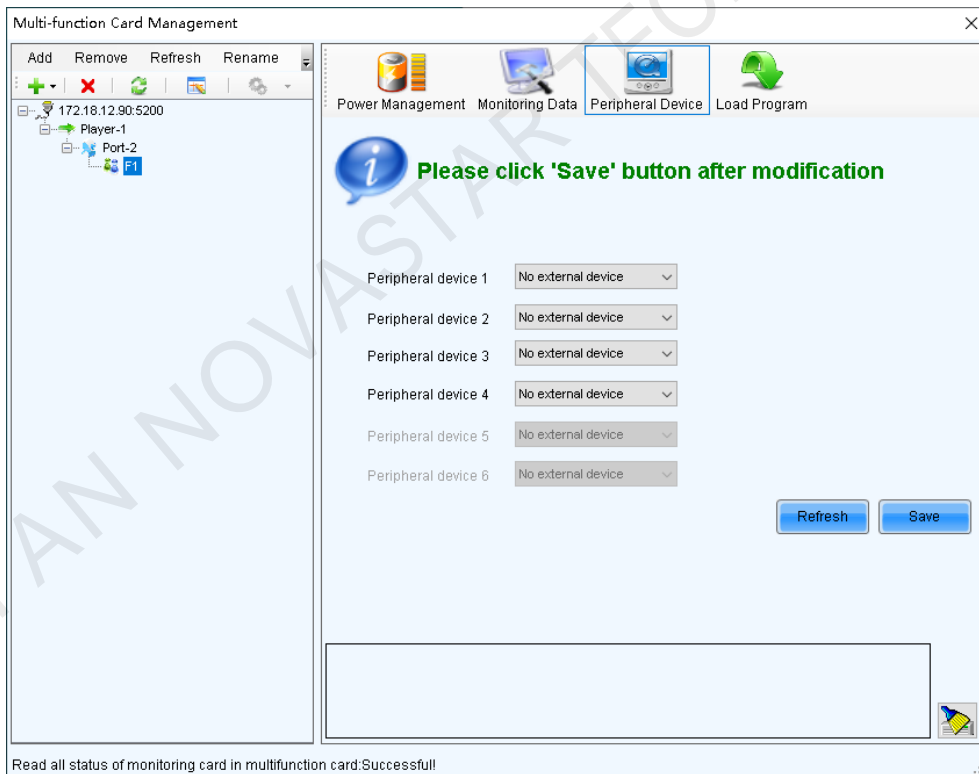 Multi-function Card Management
Add Remove Refresh Rename
172.18.12.90:5200
Player-1
Port-2
F1
Power Management Monitoring Data Peripheral Device Load Program
Please click 'Save' button after modification
Peripheral device 1 No external device
Peripheral device 2 No external device
Peripheral device 3 No external device
Peripheral device 4 No external device
Peripheral device 5 No external device
Peripheral device 6 No external device
Refresh Save
Read all status of monitoring card in multifunction card:Successful!
AN NOVASTAR TE